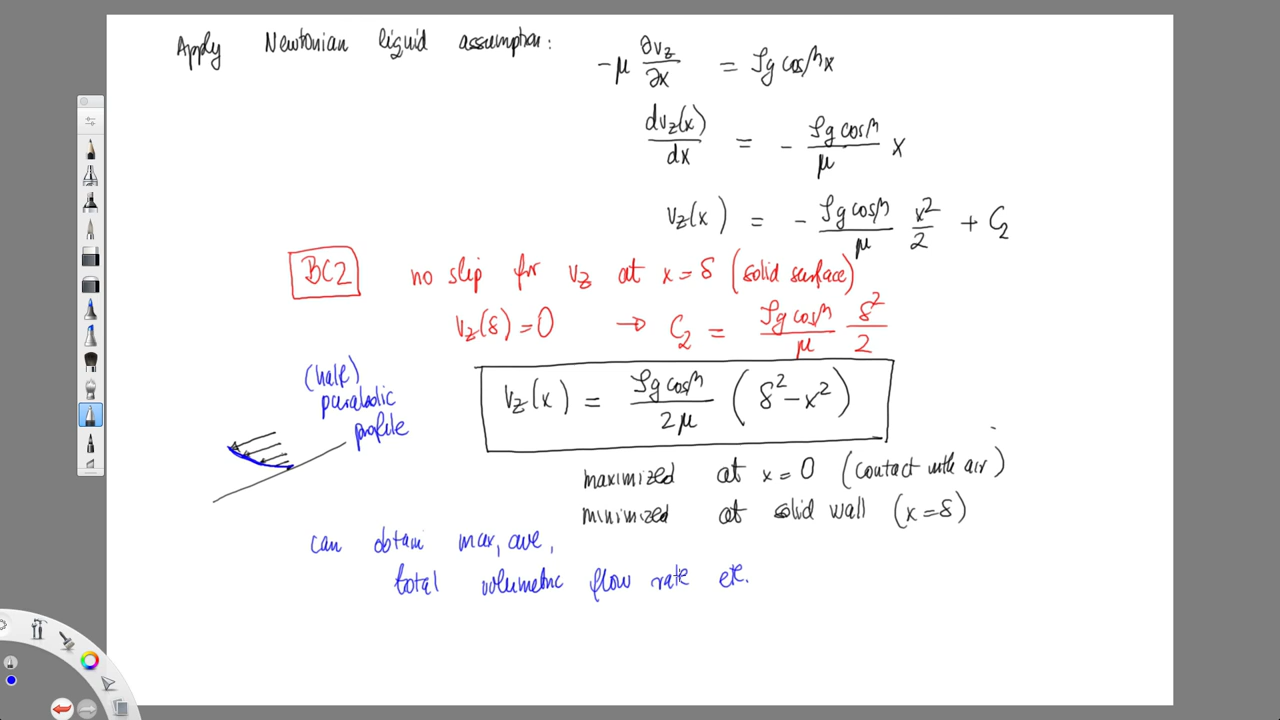 Apply Newtonian liquid assumption:
-μ ∂v_z/∂x = ρg cosβ x
dv_z(x)/dx = - ρg cosβ/μ x
v_z(x) = - ρg cosβ/μ x²/2 + C₂
BC2 no slip for v_z at x = δ (solid surface)
v_z(δ) = 0 → C₂ = ρg cosβ/μ δ²/2
(half)
parabolic
profile
v_z(x) = ρg cosβ/2μ (δ² - x²)
maximized at x = 0 (contact with air)
minimized at solid wall (x = δ)
can obtain max, ave,
total volumetric flow rate etc.